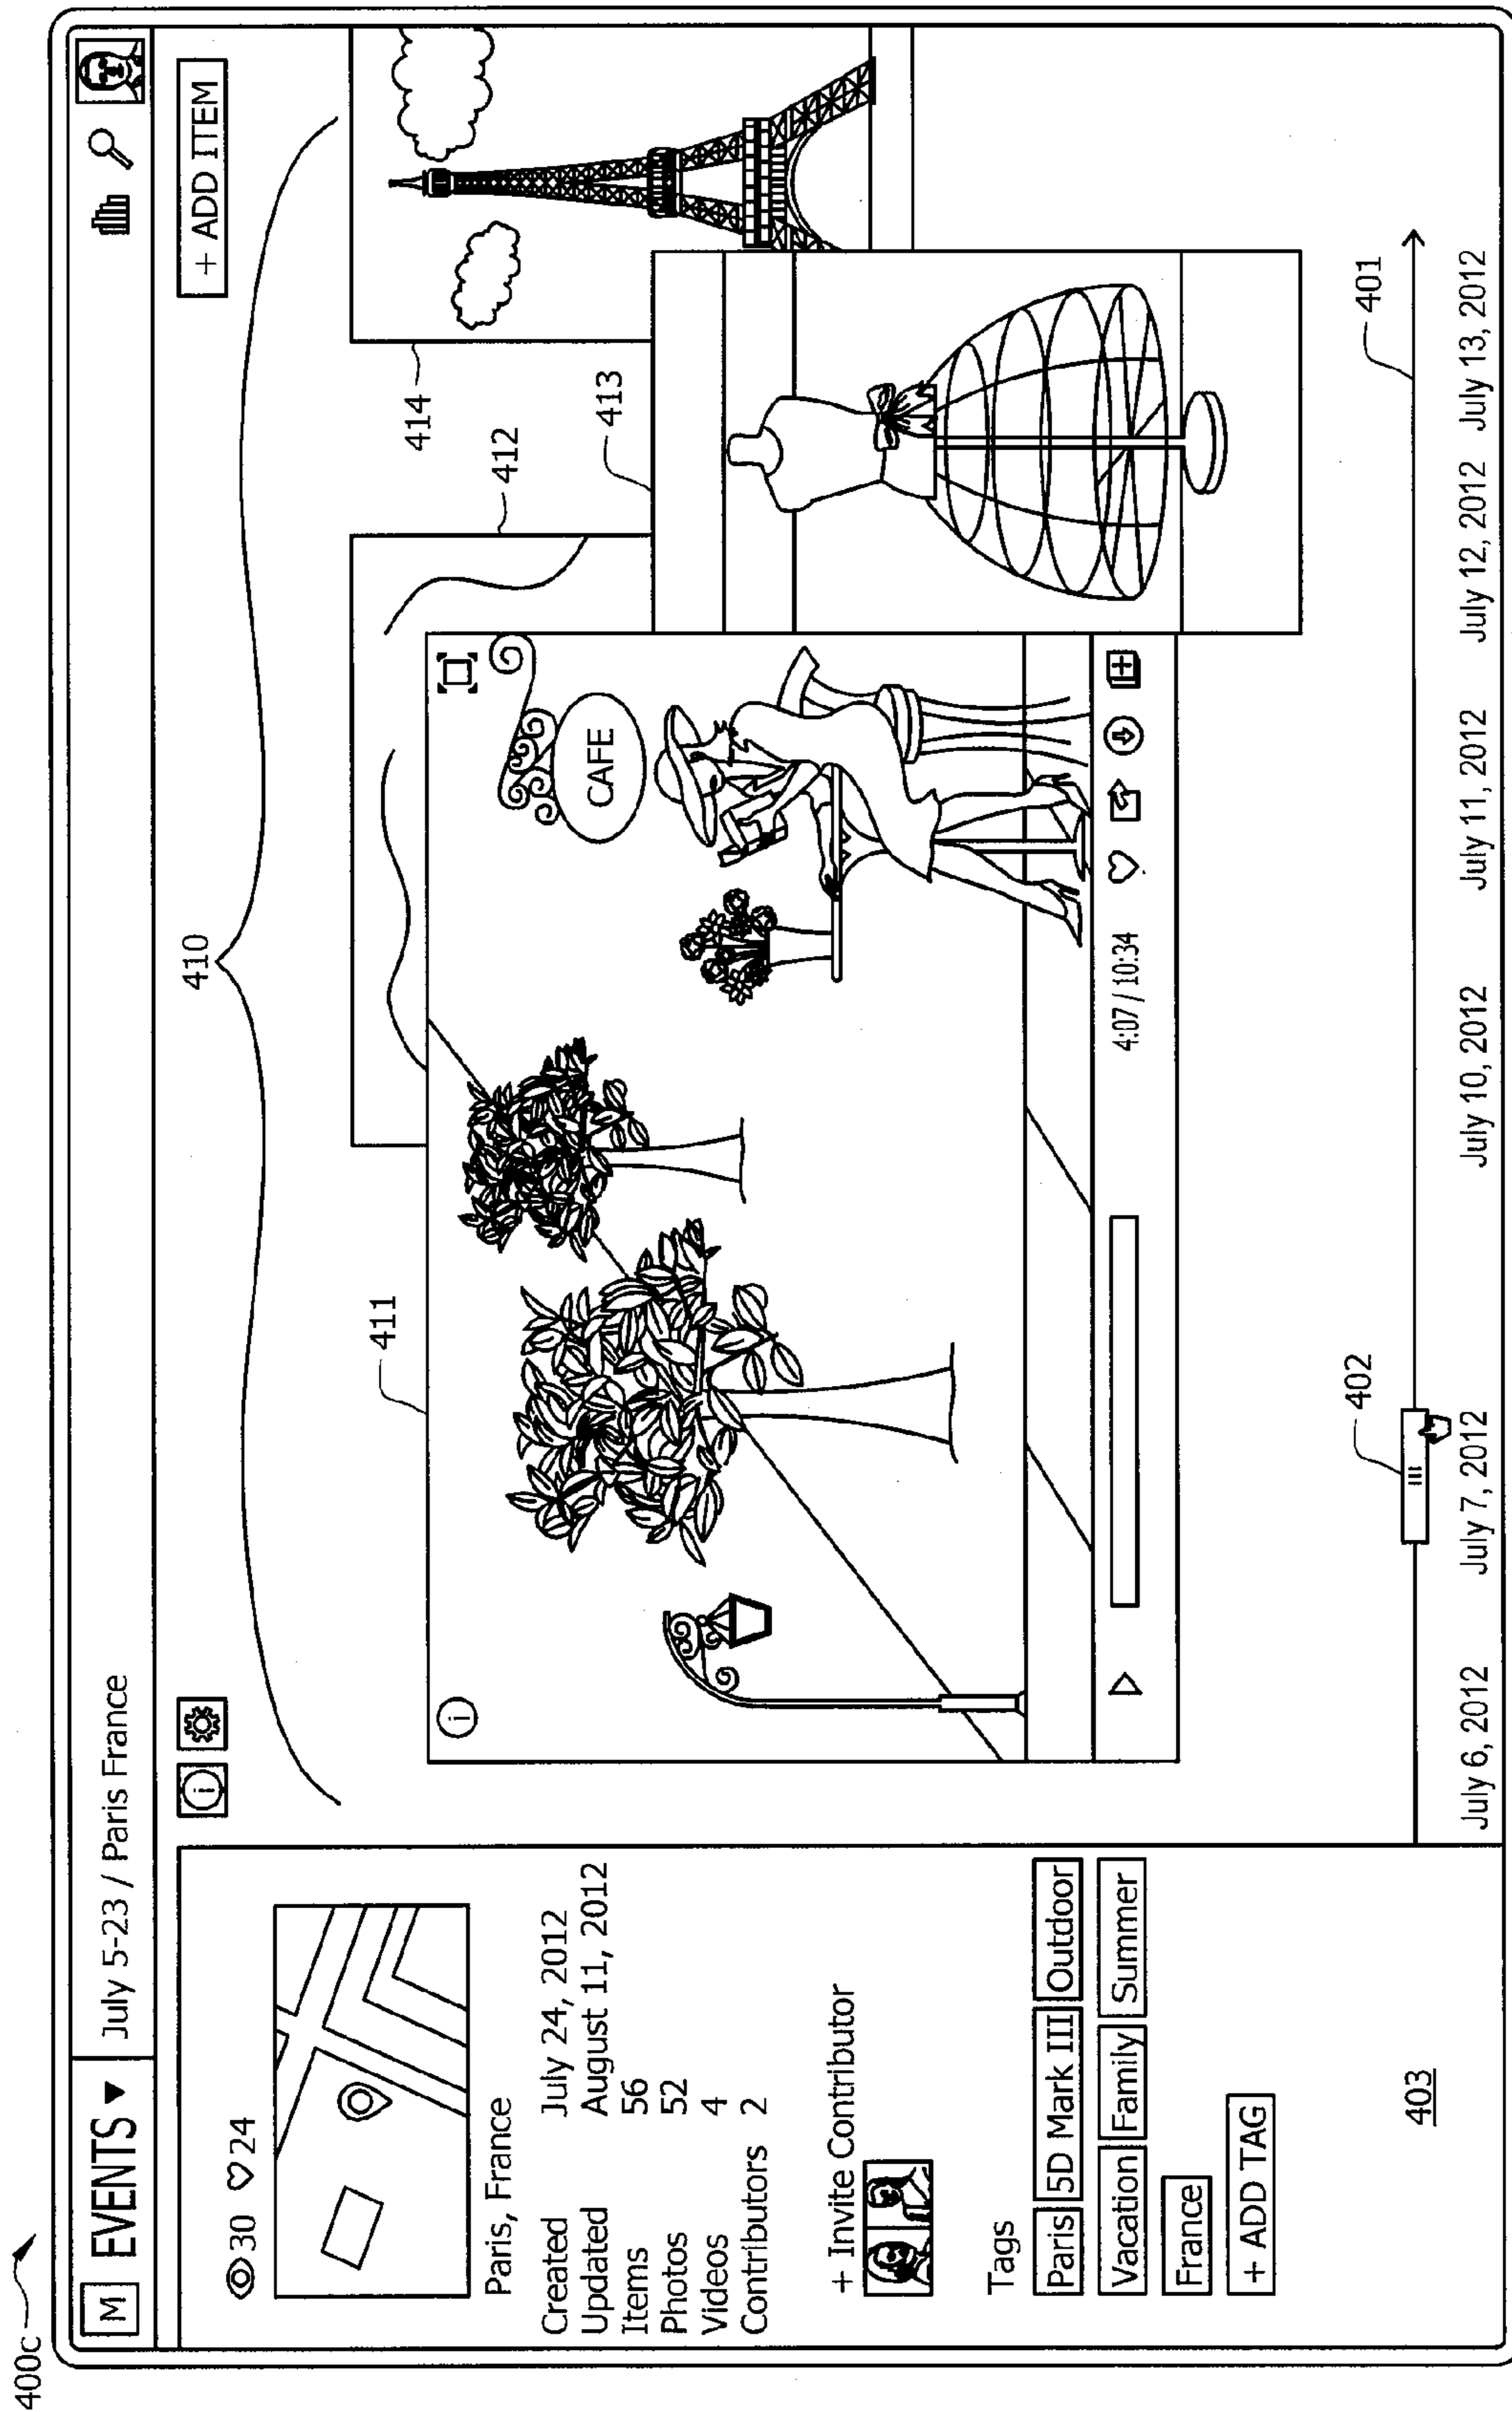 400c
M EVENTS ▼ July 5-23 / Paris France
30 ♡ 24
Paris, France
Created July 24, 2012
Updated August 11, 2012
Items 56
Photos 52
Videos 4
Contributors 2
+ Invite Contributor
Tags
Paris 5D Mark III Outdoor
Vacation Family Summer
France
+ ADD TAG
403
i
+ ADD ITEM
410
411
412
414
413
i
CAFE
4:07 / 10:34
402
401
July 6, 2012 July 7, 2012 July 10, 2012 July 11, 2012 July 12, 2012 July 13, 2012